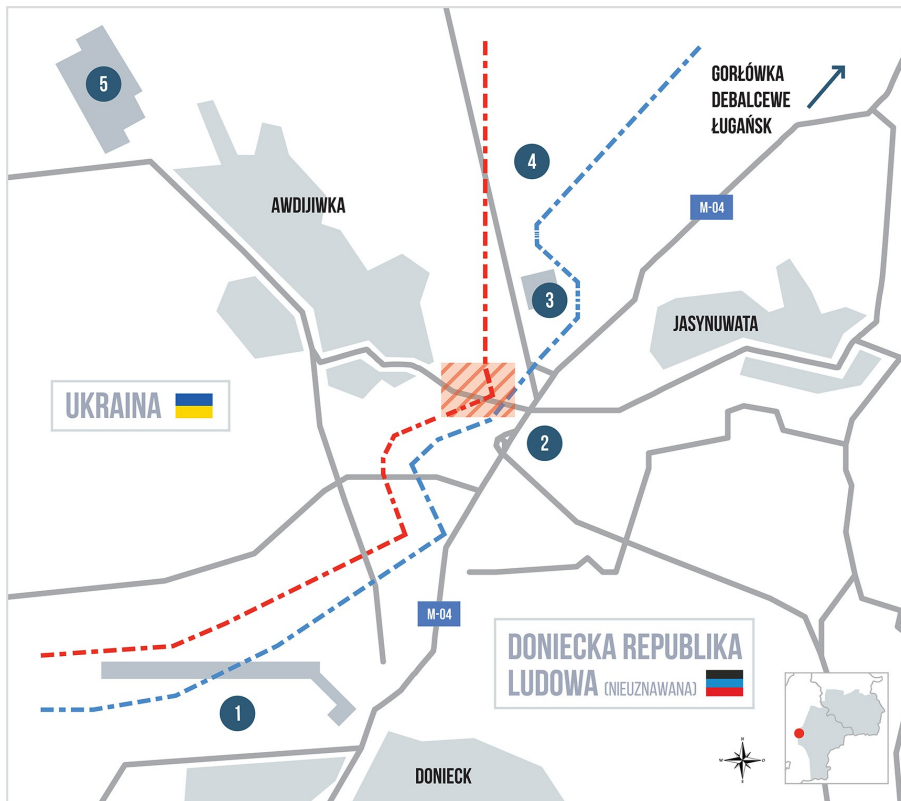 5
GORŁÓWKA
DEBALCEWE
ŁUGAŃSK
4
AWDIJIWKA
M-04
3
JASYNUWATA
UKRAINA
2
M-04
DONIECKA REPUBLIKA
LUDOWA (NIEUZNAWANA)
1
DONIECK
N
W
O
S